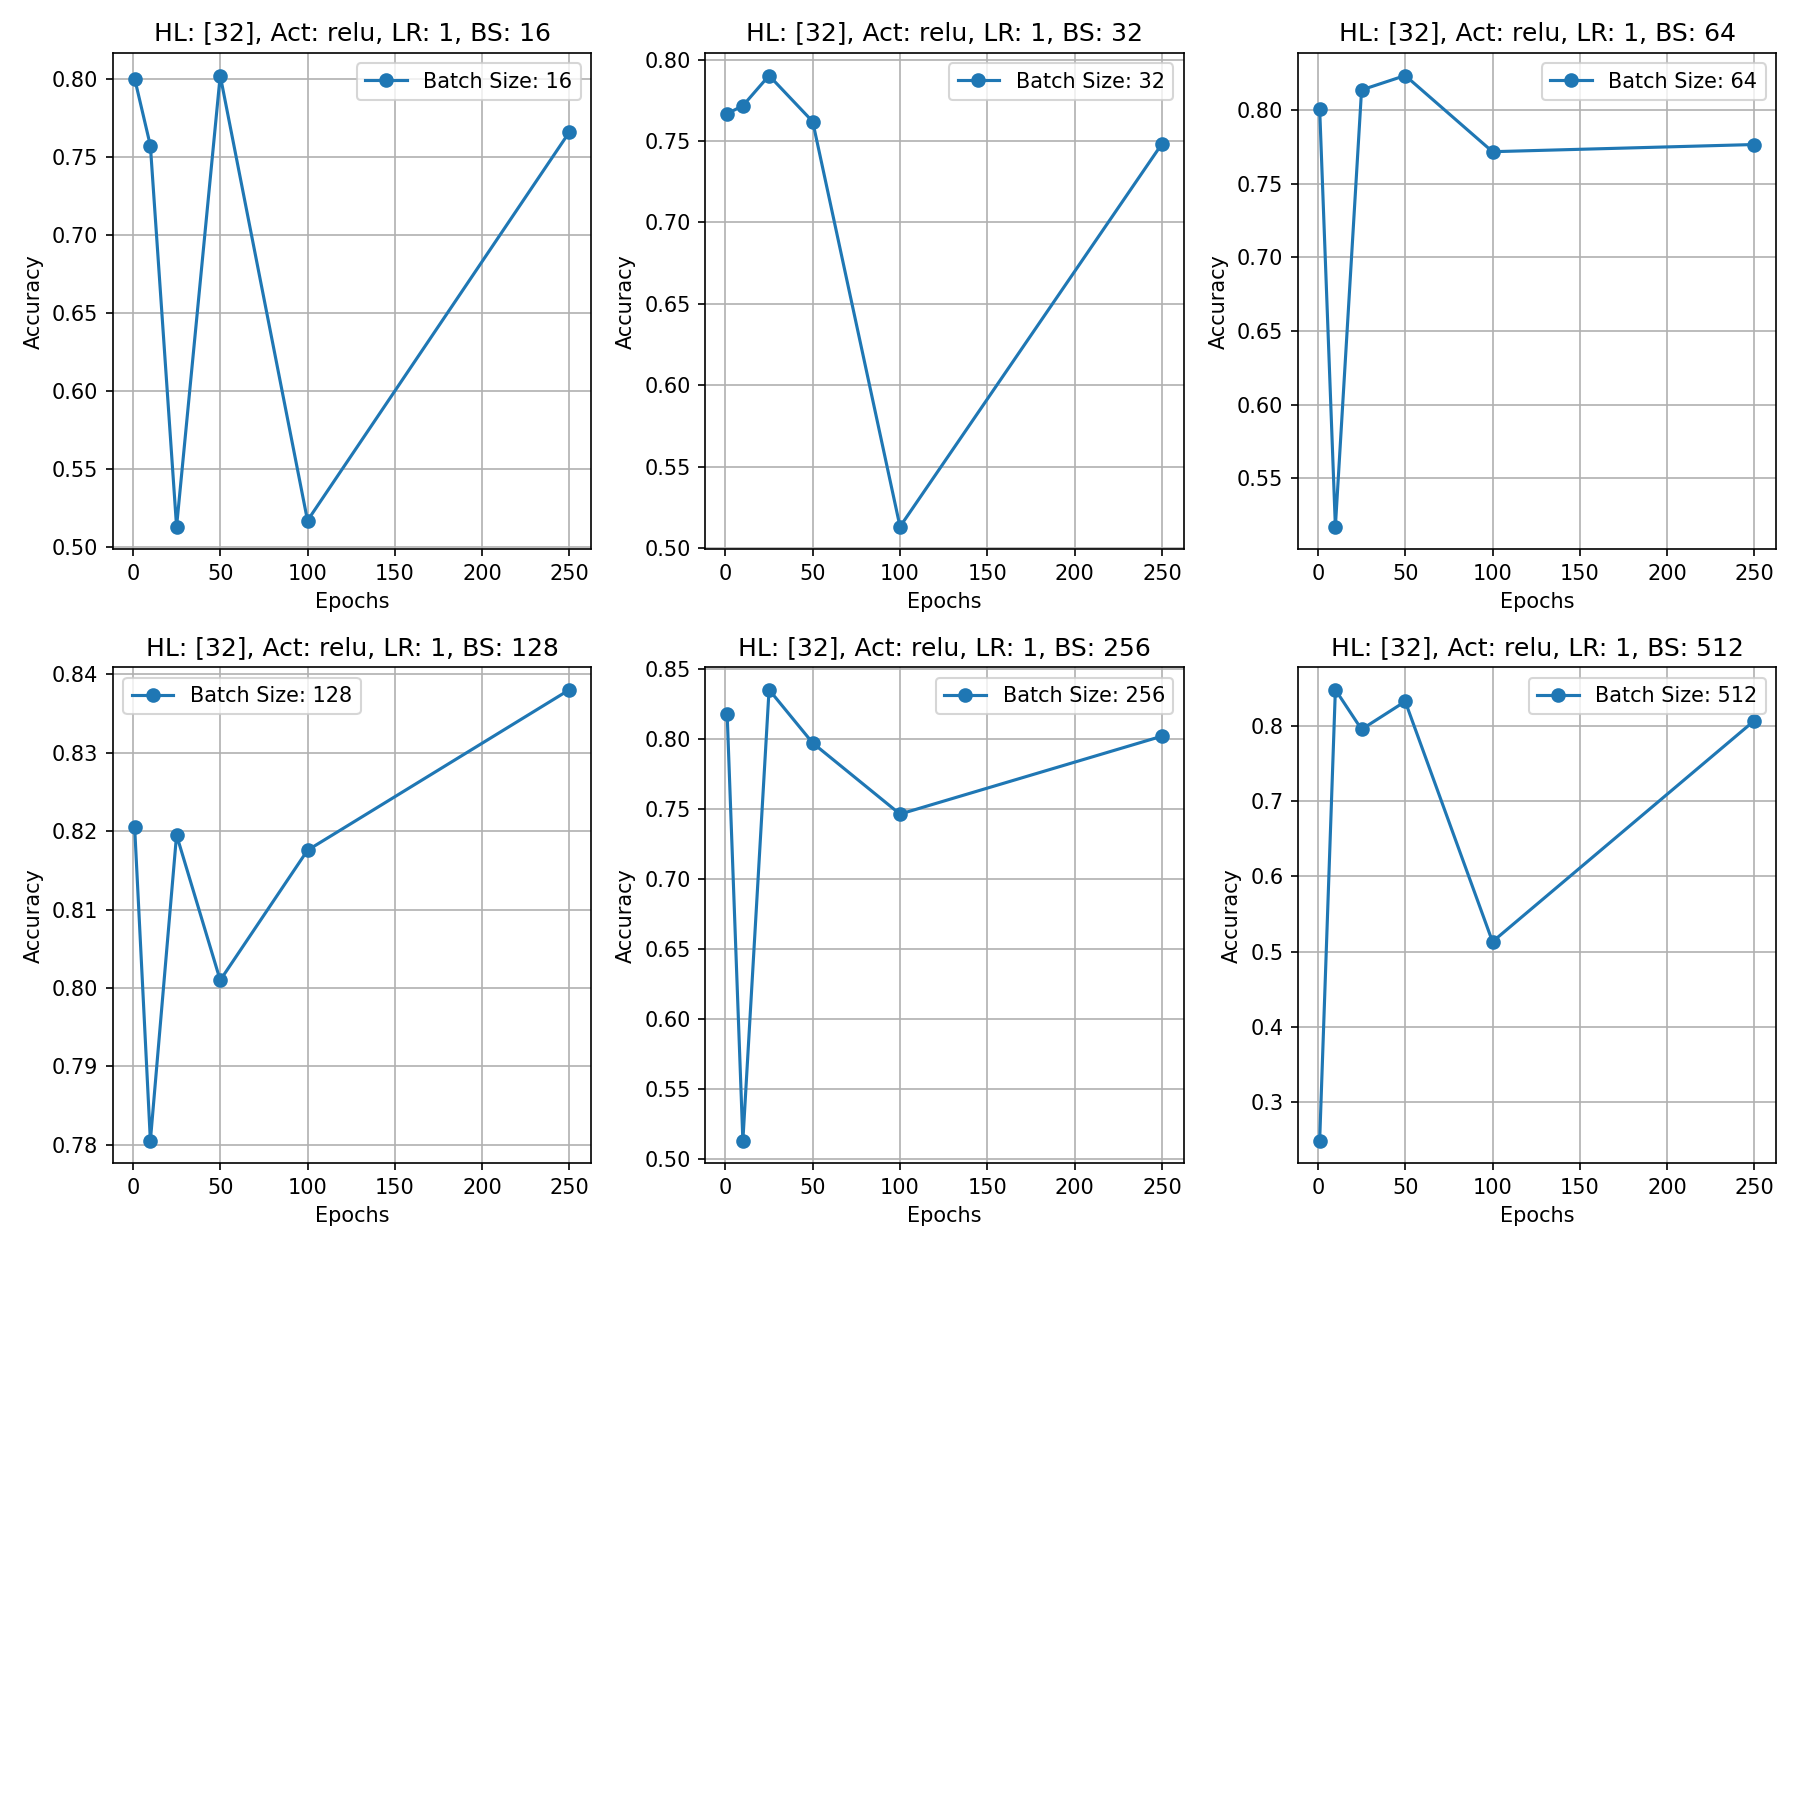 HL: [32], Act: relu, LR: 1, BS: 16
Batch Size: 16
Accuracy
0.80
0.75
0.70
0.65
0.60
0.55
0.50
0 50 100 150 200 250
Epochs
HL: [32], Act: relu, LR: 1, BS: 32
Batch Size: 32
Accuracy
0.80
0.75
0.70
0.65
0.60
0.55
0.50
0 50 100 150 200 250
Epochs
HL: [32], Act: relu, LR: 1, BS: 64
Batch Size: 64
Accuracy
0.80
0.75
0.70
0.65
0.60
0.55
0 50 100 150 200 250
Epochs
HL: [32], Act: relu, LR: 1, BS: 128
Batch Size: 128
Accuracy
0.84
0.83
0.82
0.81
0.80
0.79
0.78
0 50 100 150 200 250
Epochs
HL: [32], Act: relu, LR: 1, BS: 256
Batch Size: 256
Accuracy
0.85
0.80
0.75
0.70
0.65
0.60
0.55
0.50
0 50 100 150 200 250
Epochs
HL: [32], Act: relu, LR: 1, BS: 512
Batch Size: 512
Accuracy
0.8
0.7
0.6
0.5
0.4
0.3
0 50 100 150 200 250
Epochs